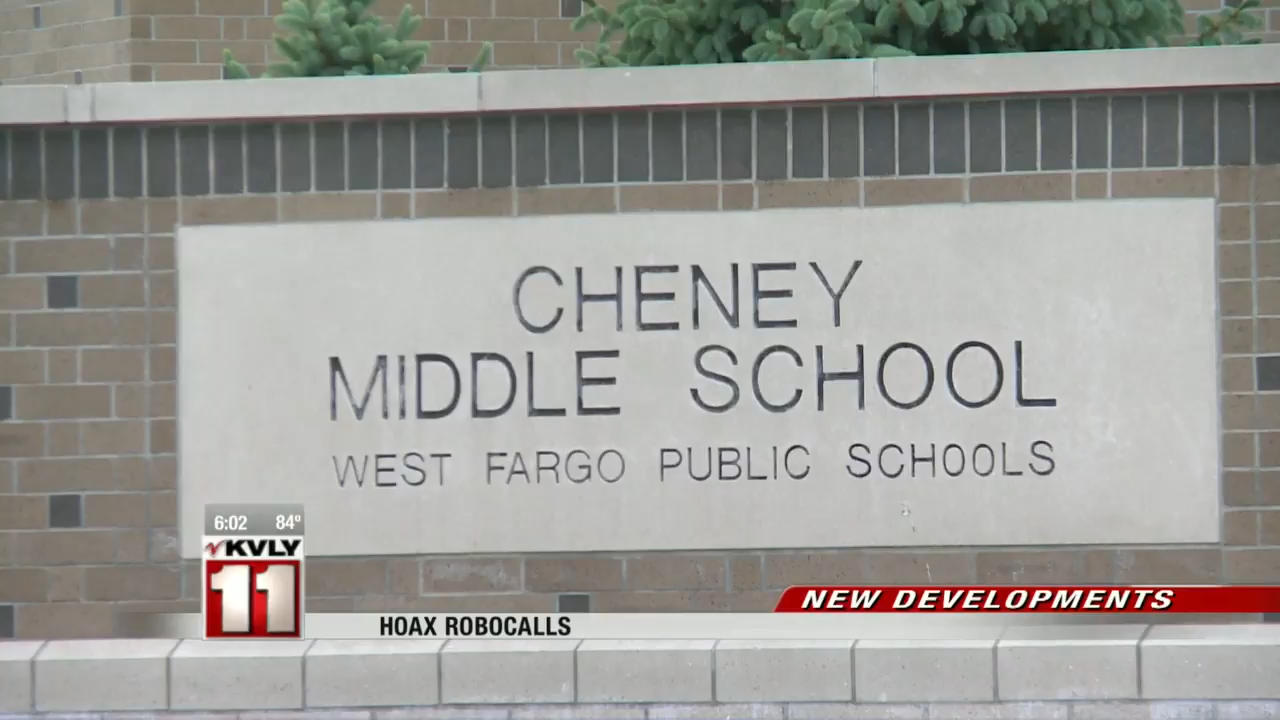 CHENEY
MIDDLE SCHOOL
WEST FARGO PUBLIC SCHOOLS
6:02 84°
KVLY
11
NEW DEVELOPMENTS
HOAX ROBOCALLS